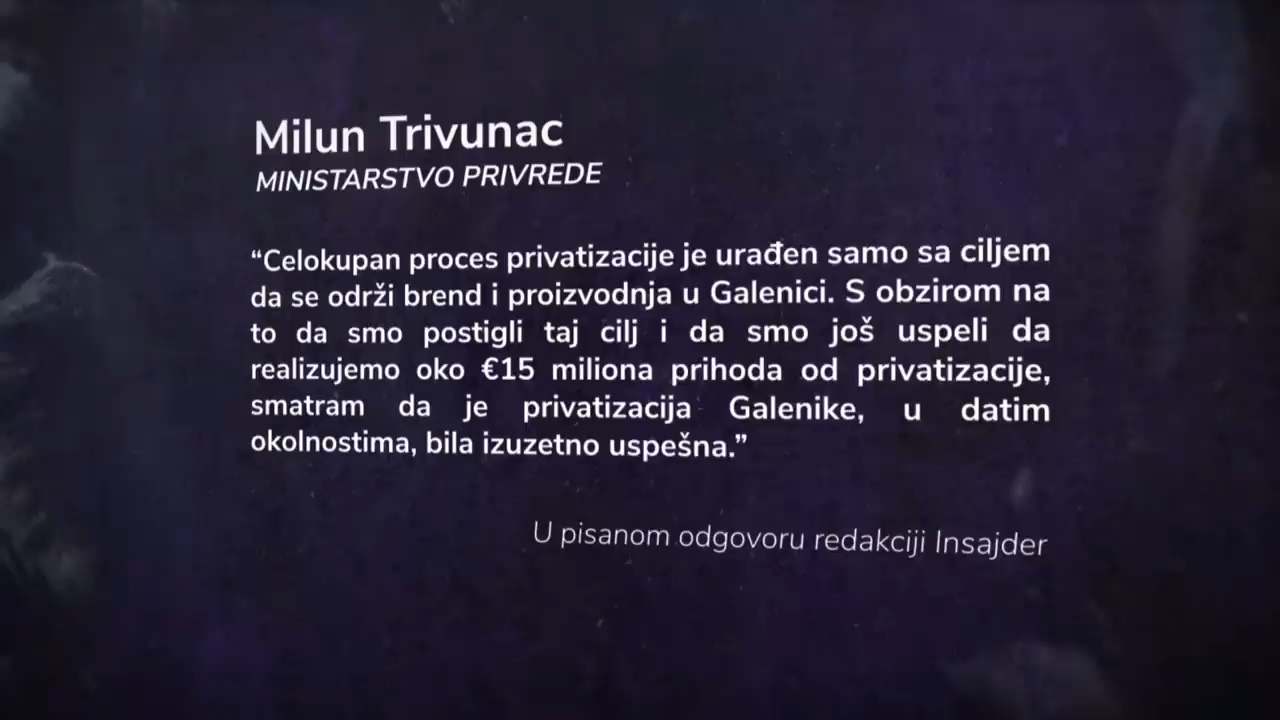 Milun Trivunac
MINISTARSTVO PRIVREDE
“Celokupan proces privatizacije je urađen samo sa ciljem
da se održi brend i proizvodnja u Galenici. S obzirom na
to da smo postigli taj cilj i da smo još uspeli da
realizujemo oko €15 miliona prihoda od privatizacije,
smatram da je privatizacija Galenike, u datim
okolnostima, bila izuzetno uspešna.”
U pisanom odgovoru redakciji Insajder